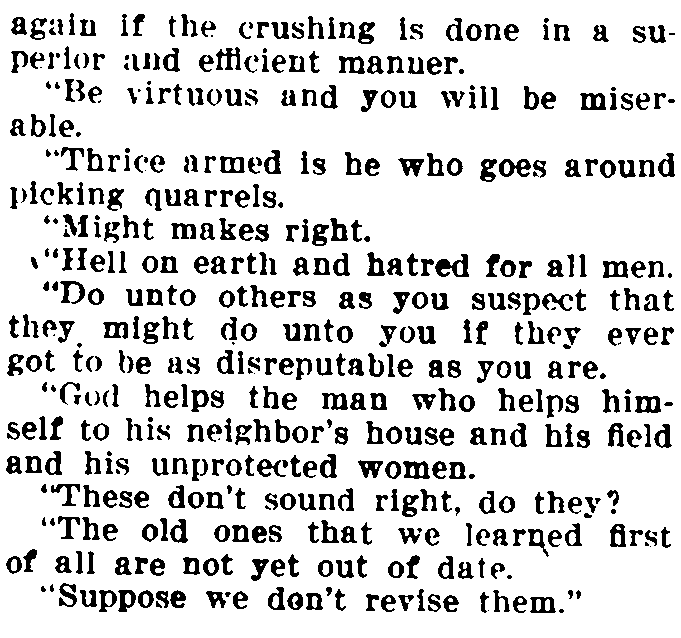 again if the crushing is done in a su-
perior and efficient manner.
"Be virtuous and you will be miser-
able.
"Thrice armed is he who goes around
picking quarrels.
"Might makes right.
"Hell on earth and hatred for all men.
"Do unto others as you suspect that
they might do unto you if they ever
got to be as disreputable as you are.
"God helps the man who helps him-
self to his neighbor's house and his field
and his unprotected women.
"These don't sound right, do they?
"The old ones that we learned first
of all are not yet out of date.
"Suppose we don't revise them."